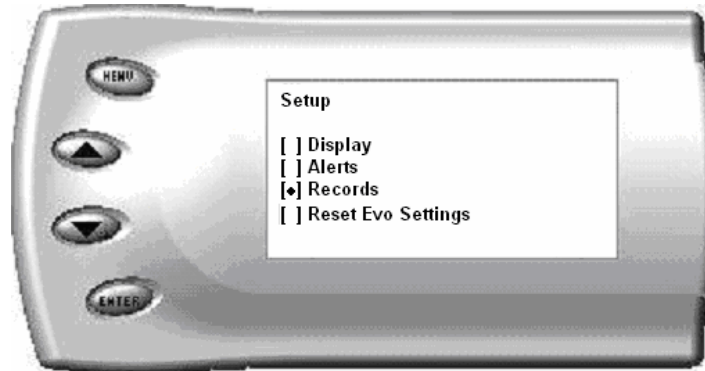 MENU
Setup
[ ] Display
[ ] Alerts
[♦] Records
[ ] Reset Evo Settings
ENTER